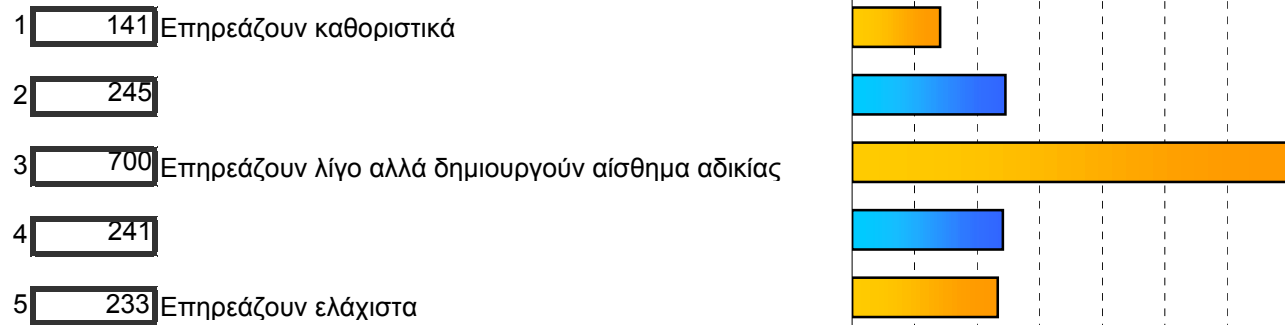 1 141 Επηρεάζουν καθοριστικά
2 245
3 700 Επηρεάζουν λίγο αλλά δημιουργούν αίσθημα αδικίας
4 241
5 233 Επηρεάζουν ελάχιστα